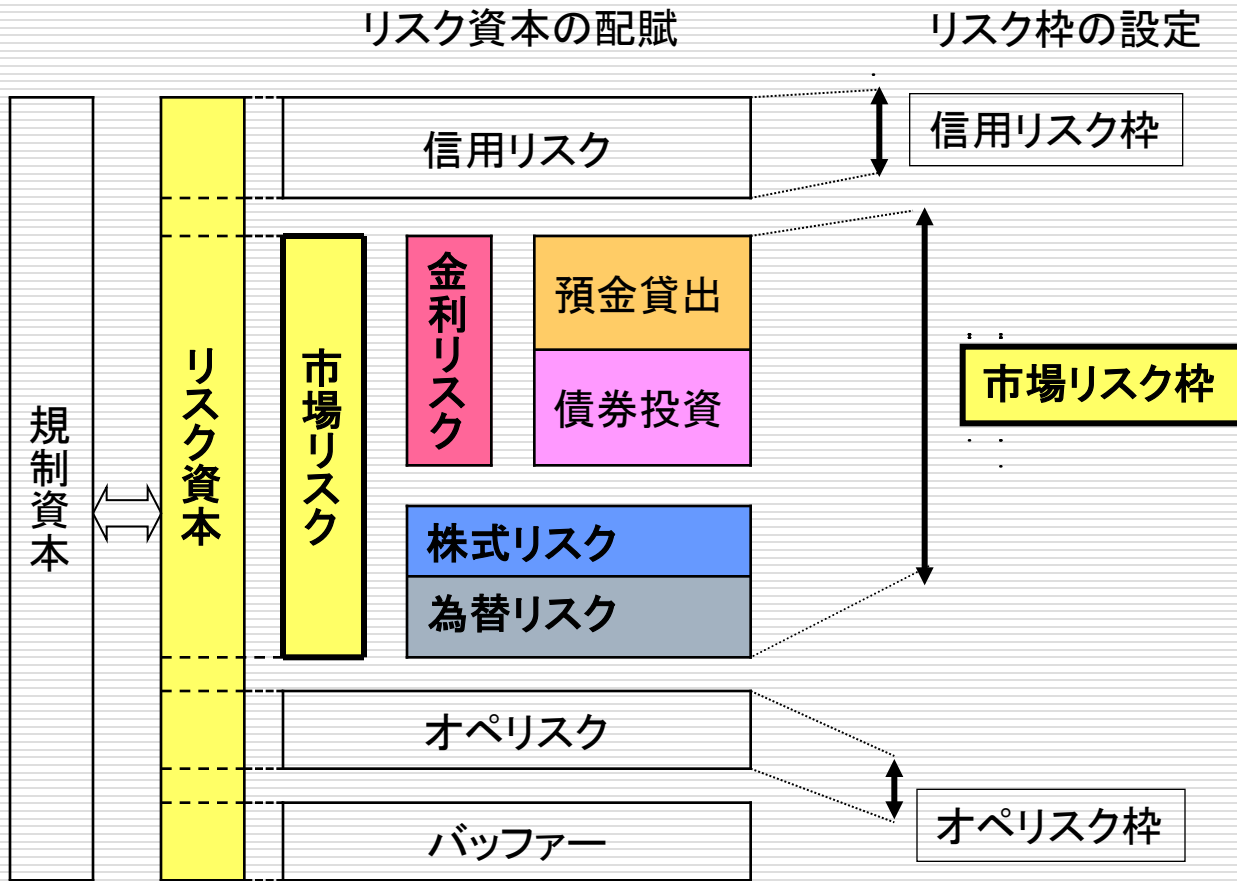 リスク資本の配賦
リスク枠の設定
規制資本
リスク資本
信用リスク
信用リスク枠
市場リスク
金利リスク
預金貸出
債券投資
市場リスク枠
株式リスク
為替リスク
オペリスク
オペリスク枠
バッファー